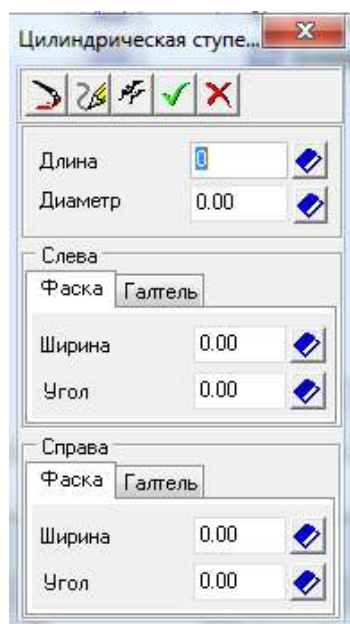 Цилиндрическая ступе...
Длина 0
Диаметр 0.00
Слева
Фаска Галтель
Ширина 0.00
Угол 0.00
Справа
Фаска Галтель
Ширина 0.00
Угол 0.00